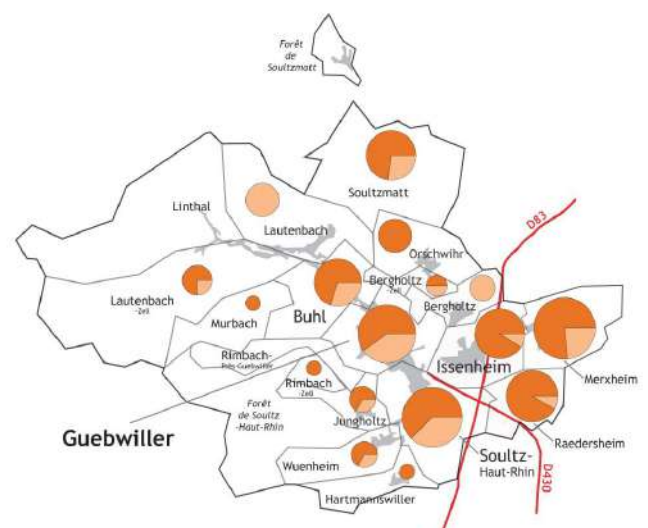 Forêt
de
Soultzmatt
Soultzmatt
Linthal
Lautenbach
Orschwihr
Bergholtz
-Zell
Bergholtz
Lautenbach
-Zell
Murbach
Buhl
D83
Issenheim
Merxheim
Rimbach-
Près-Guebwiller
Rimbach
-Zell
Forêt
de Soultz
-Haut-Rhin
Jungholtz
Guebwiller
Raedersheim
Soultz-
Haut-Rhin
Wuenheim
D430
Hartmannswiller